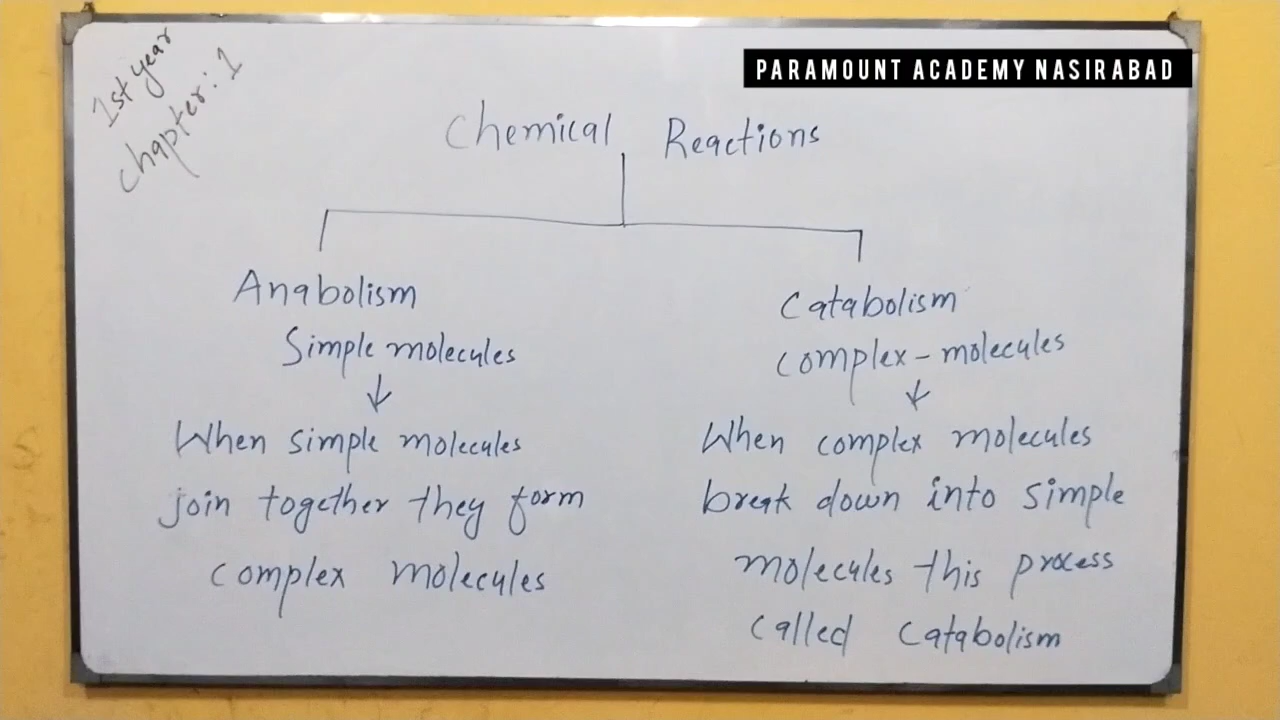 1st year
chapter: 1
PARAMOUNT ACADEMY NASIRABAD
Chemical Reactions
Anabolism
Simple molecules
↓
When simple molecules
join together they form
complex molecules
Catabolism
complex - molecules
↓
When complex molecules
break down into simple
molecules this process
called catabolism